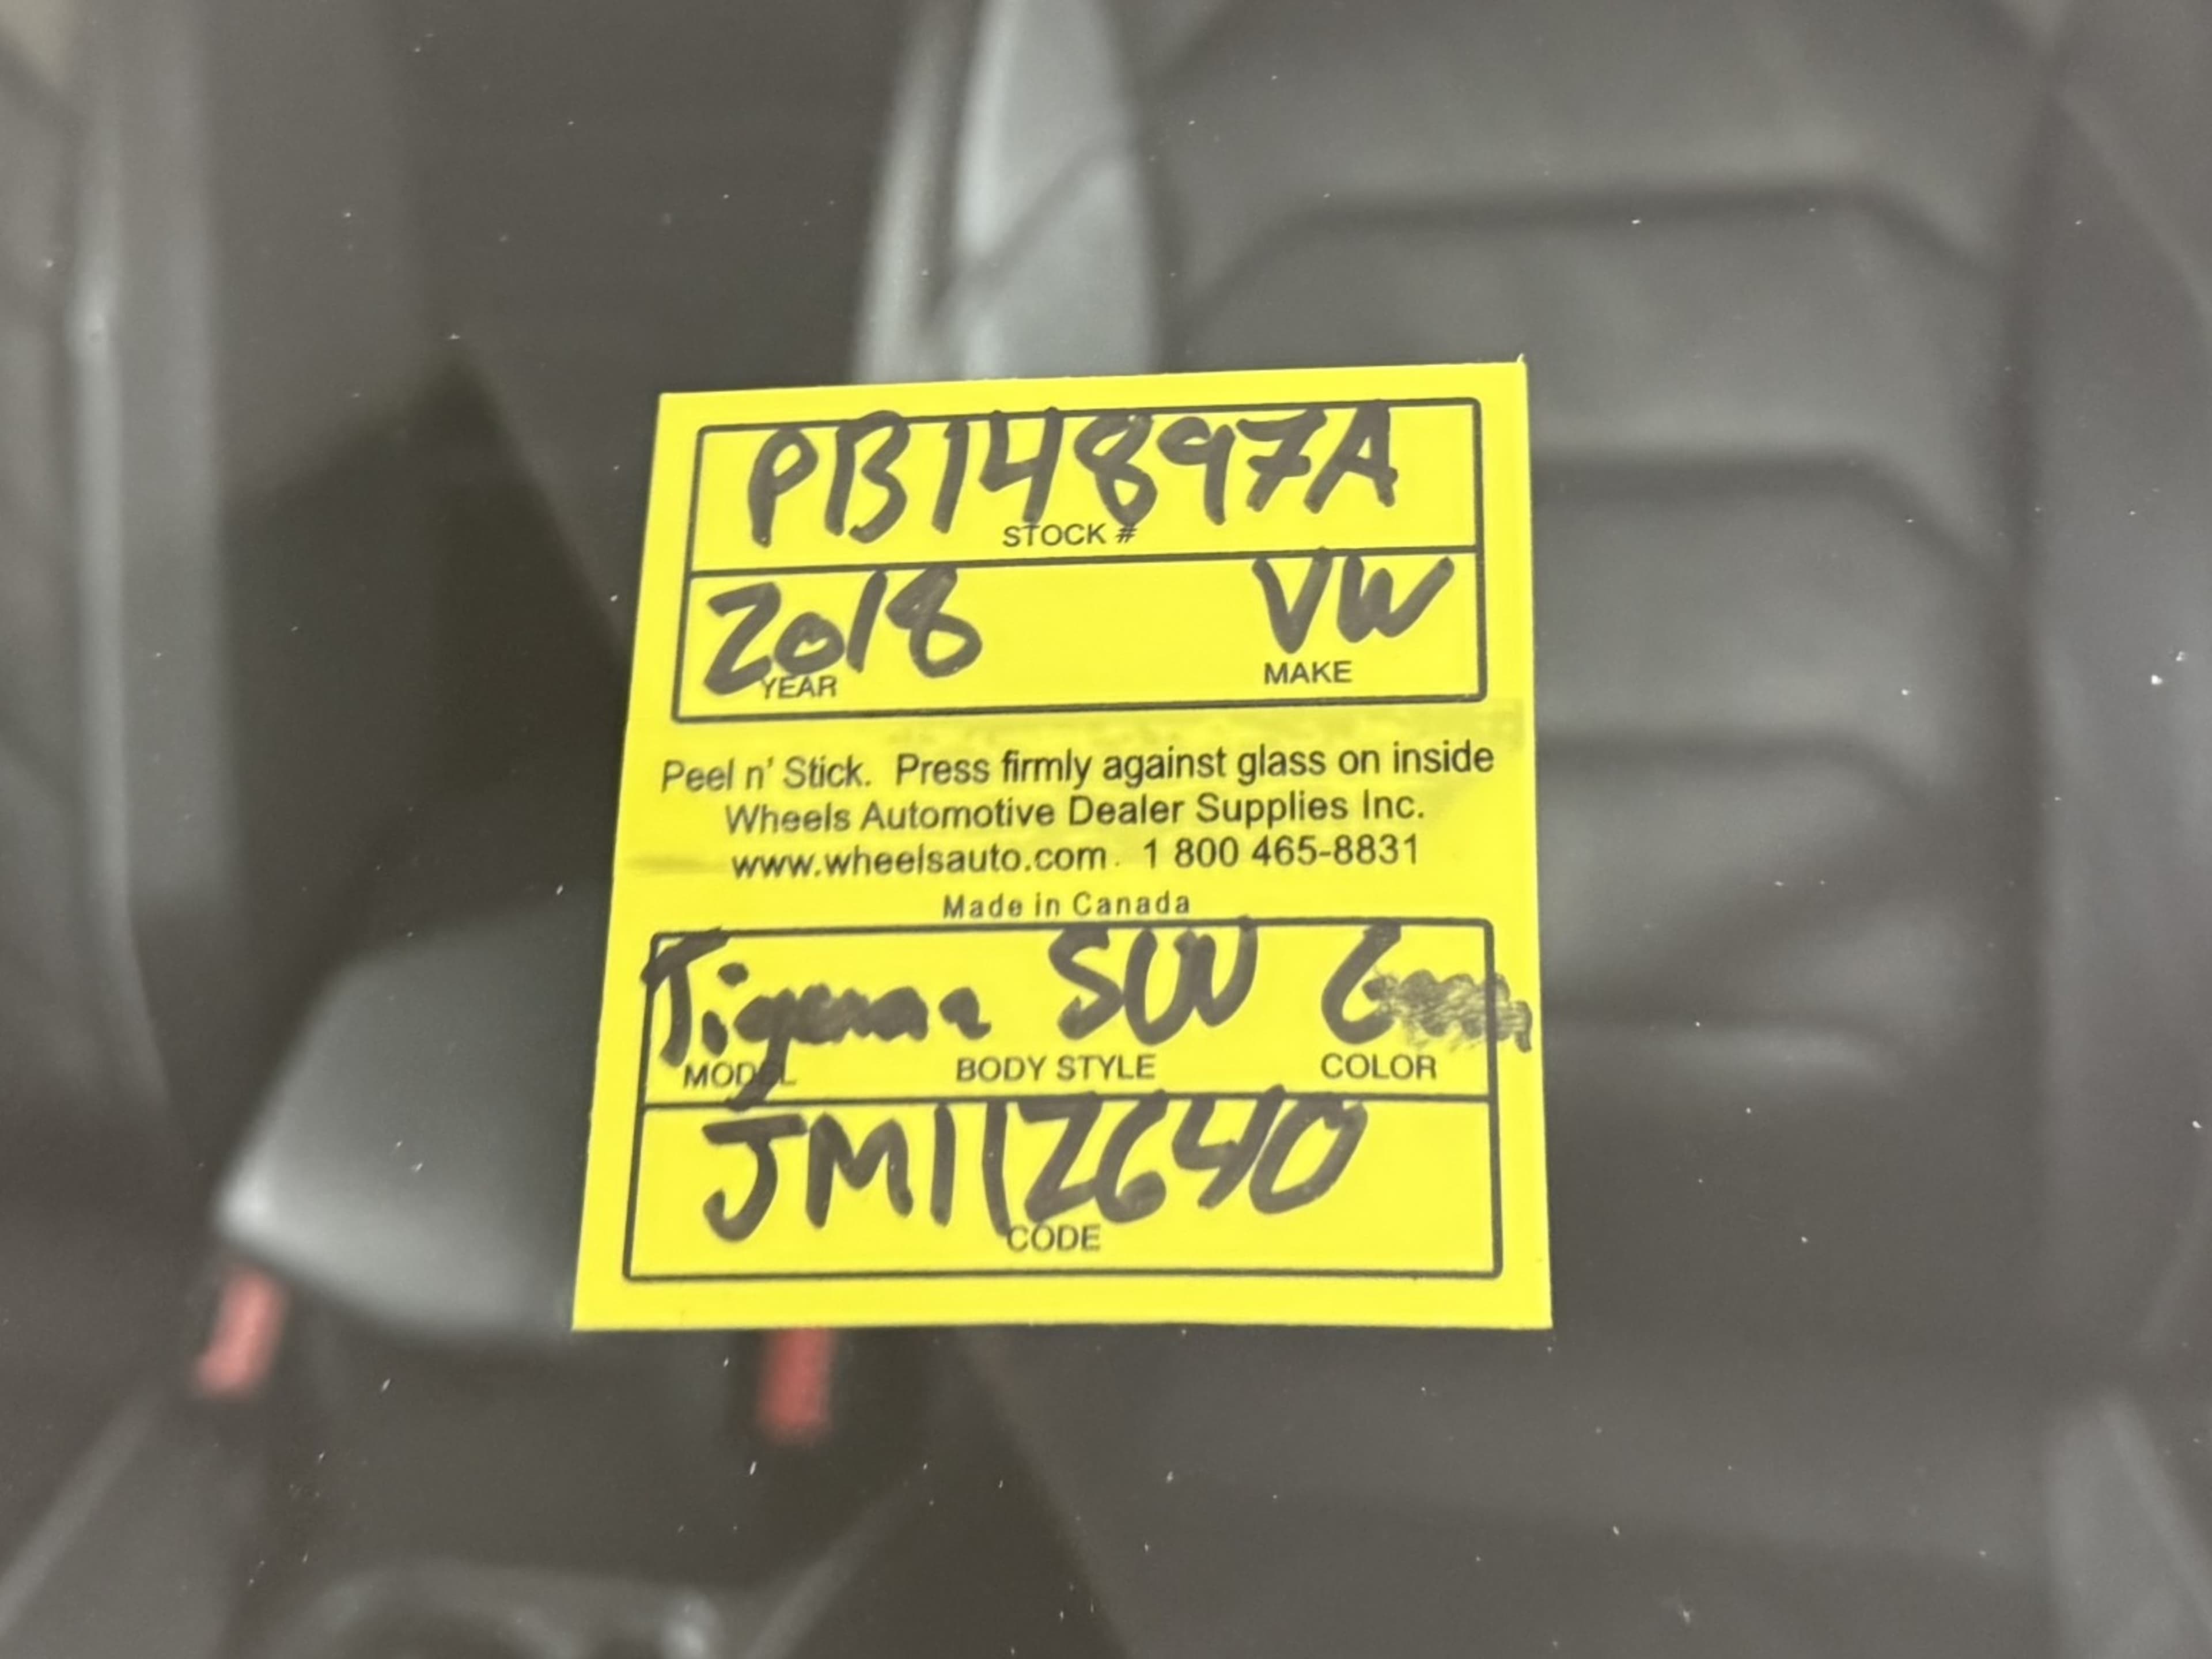 PB14897A
STOCK #
2018 VW
YEAR MAKE
Peel n' Stick. Press firmly against glass on inside
Wheels Automotive Dealer Supplies Inc.
www.wheelsauto.com. 1 800 465-8831
Made in Canada
SUV
MODEL BODY STYLE COLOR
JM112640
CODE